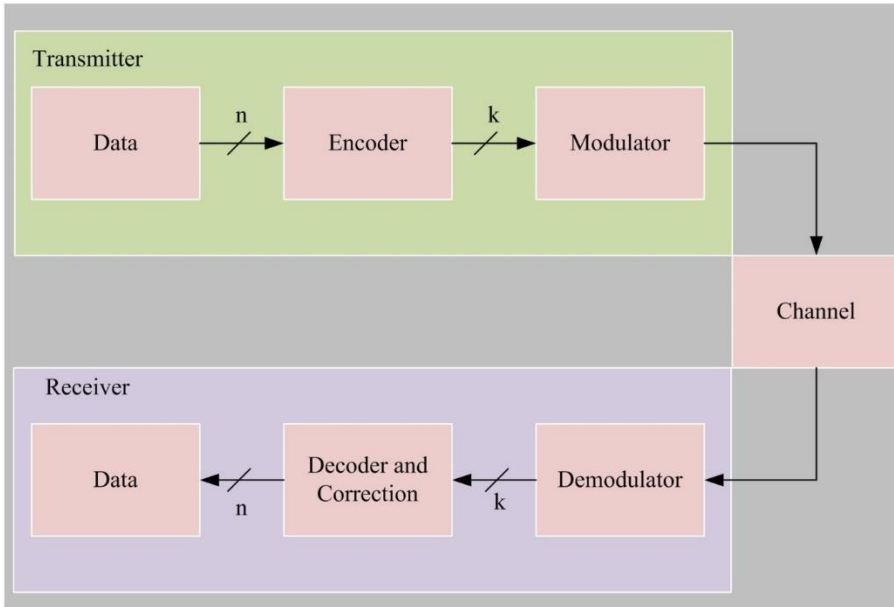 Transmitter
Data
n
Encoder
k
Modulator
Channel
Receiver
Data
n
Decoder and
Correction
k
Demodulator